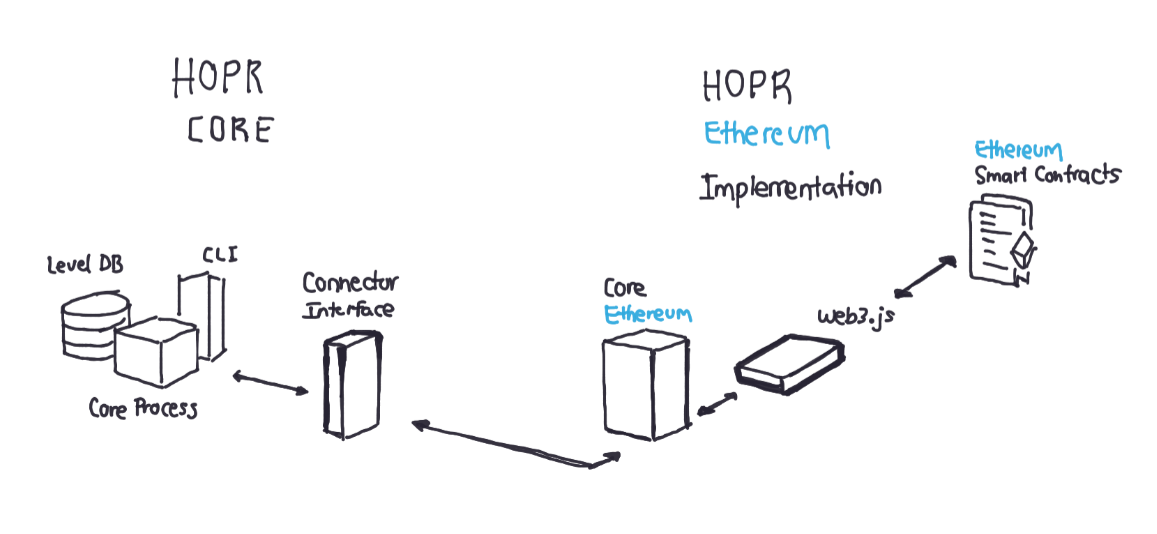 HOPR
CORE
HOPR
Ethereum
Implementation
Ethereum
Smart Contracts
Level DB
CLI
Core Process
Connector
Interface
Core
Ethereum
web3.js